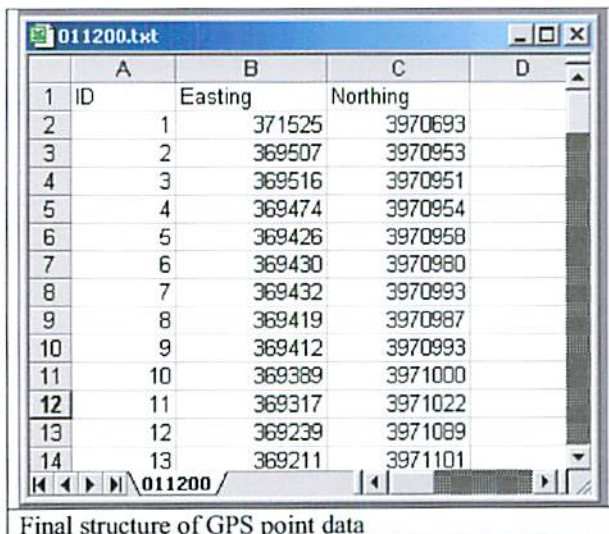 011200.txt
A B C D
1 ID Easting Northing
2 1 371525 3970693
3 2 369507 3970953
4 3 369516 3970951
5 4 369474 3970954
6 5 369426 3970958
7 6 369430 3970980
8 7 369432 3970993
9 8 369419 3970987
10 9 369412 3970993
11 10 369389 3971000
12 11 369317 3971022
13 12 369239 3971089
14 13 369211 3971101
011200
Final structure of GPS point data